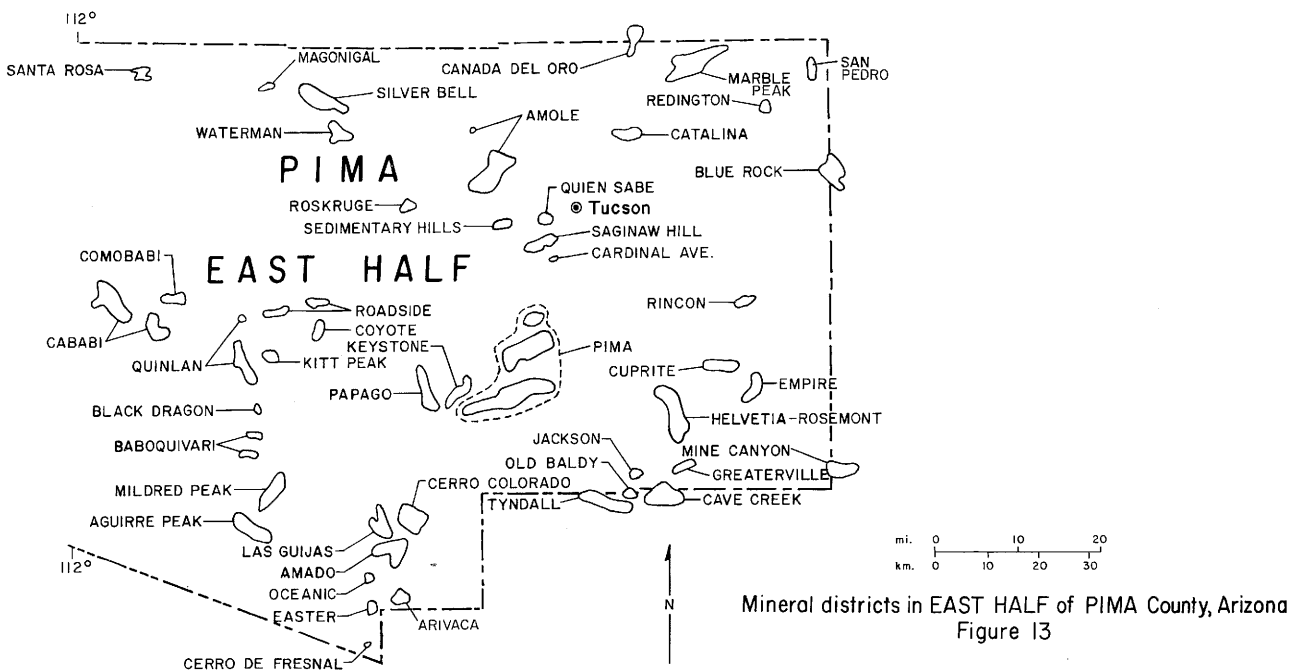 112°
MAGONIGAL
SANTA ROSA
CANADA DEL ORO
MARBLE
PEAK
SAN
PEDRO
SILVER BELL
REDINGTON
AMOLE
WATERMAN
CATALINA
PIMA
BLUE ROCK
QUIEN SABE
ROSKRUGE
Tucson
SEDIMENTARY HILLS
SAGINAW HILL
CARDINAL AVE.
COMOBABI
EAST HALF
RINCON
ROADSIDE
COYOTE
CABABI
KEYSTONE
PIMA
QUINLAN
KITT PEAK
CUPRITE
EMPIRE
PAPAGO
BLACK DRAGON
HELVETIA-ROSEMONT
BABOQUIVARI
JACKSON
MINE CANYON
OLD BALDY
GREATERVILLE
MILDRED PEAK
CERRO COLORADO
TYNDALL
CAVE CREEK
AGUIRRE PEAK
LAS GUIJAS
112°
AMADO
OCEANIC
EASTER
ARIVACA
CERRO DE FRESNAL
N
mi. 0 10 20
km. 0 10 20 30
Mineral districts in EAST HALF of PIMA County, Arizona
Figure 13